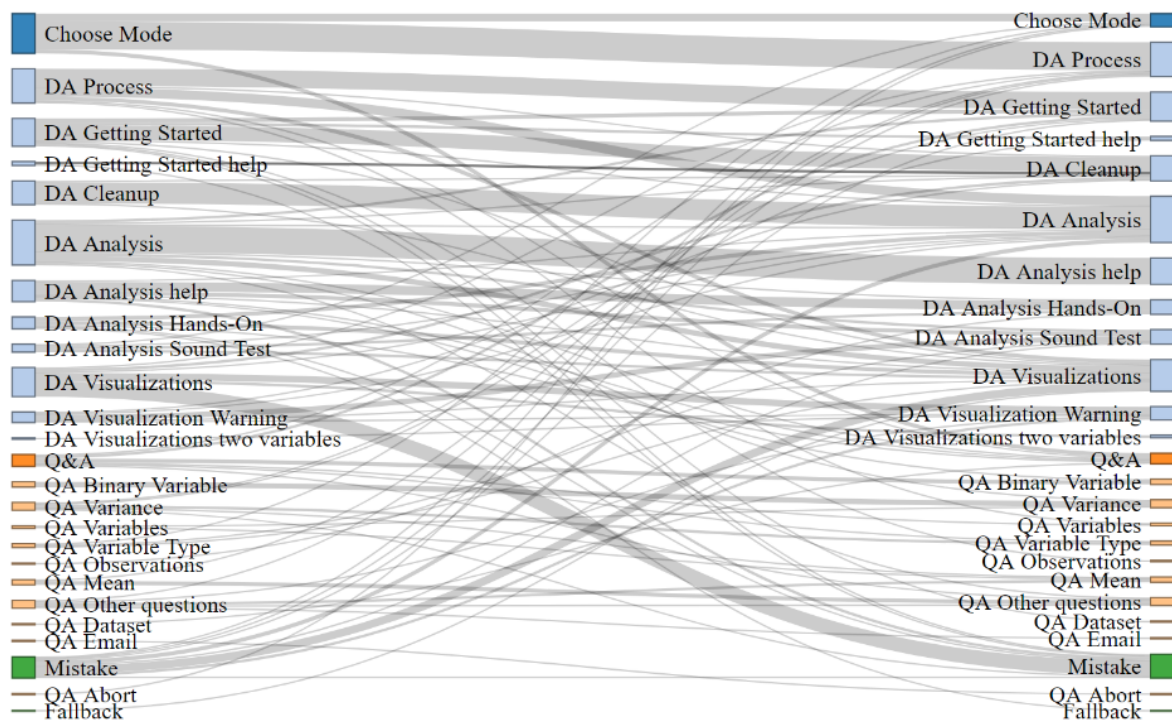 Choose Mode
DA Process
DA Getting Started
DA Getting Started help
DA Cleanup
DA Analysis
DA Analysis help
DA Analysis Hands-On
DA Analysis Sound Test
DA Visualizations
DA Visualization Warning
DA Visualizations two variables
Q&A
QA Binary Variable
QA Variance
QA Variables
QA Variable Type
QA Observations
QA Mean
QA Other questions
QA Dataset
QA Email
Mistake
QA Abort
Fallback
Choose Mode
DA Process
DA Getting Started
DA Getting Started help
DA Cleanup
DA Analysis
DA Analysis help
DA Analysis Hands-On
DA Analysis Sound Test
DA Visualizations
DA Visualization Warning
DA Visualizations two variables
Q&A
QA Binary Variable
QA Variance
QA Variables
QA Variable Type
QA Observations
QA Mean
QA Other questions
QA Dataset
QA Email
Mistake
QA Abort
Fallback